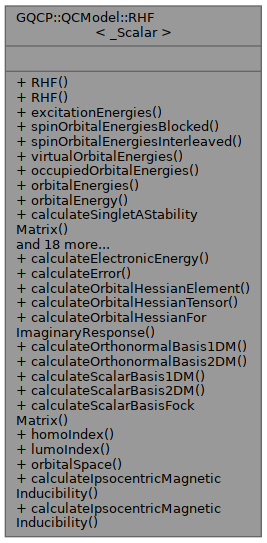 GQCP::QCModel::RHF
< _Scalar >
+ RHF()
+ RHF()
+ excitationEnergies()
+ spinOrbitalEnergiesBlocked()
+ spinOrbitalEnergiesInterleaved()
+ virtualOrbitalEnergies()
+ occupiedOrbitalEnergies()
+ orbitalEnergies()
+ orbitalEnergy()
+ calculateSingletAStability
Matrix()
and 18 more...
+ calculateElectronicEnergy()
+ calculateError()
+ calculateOrbitalHessianElement()
+ calculateOrbitalHessianTensor()
+ calculateOrbitalHessianFor
ImaginaryResponse()
+ calculateOrthonormalBasis1DM()
+ calculateOrthonormalBasis2DM()
+ calculateScalarBasis1DM()
+ calculateScalarBasis2DM()
+ calculateScalarBasisFock
Matrix()
+ homoIndex()
+ lumoIndex()
+ orbitalSpace()
+ calculateIpsocentricMagnetic
Inducibility()
+ calculateIpsocentricMagnetic
Inducibility()